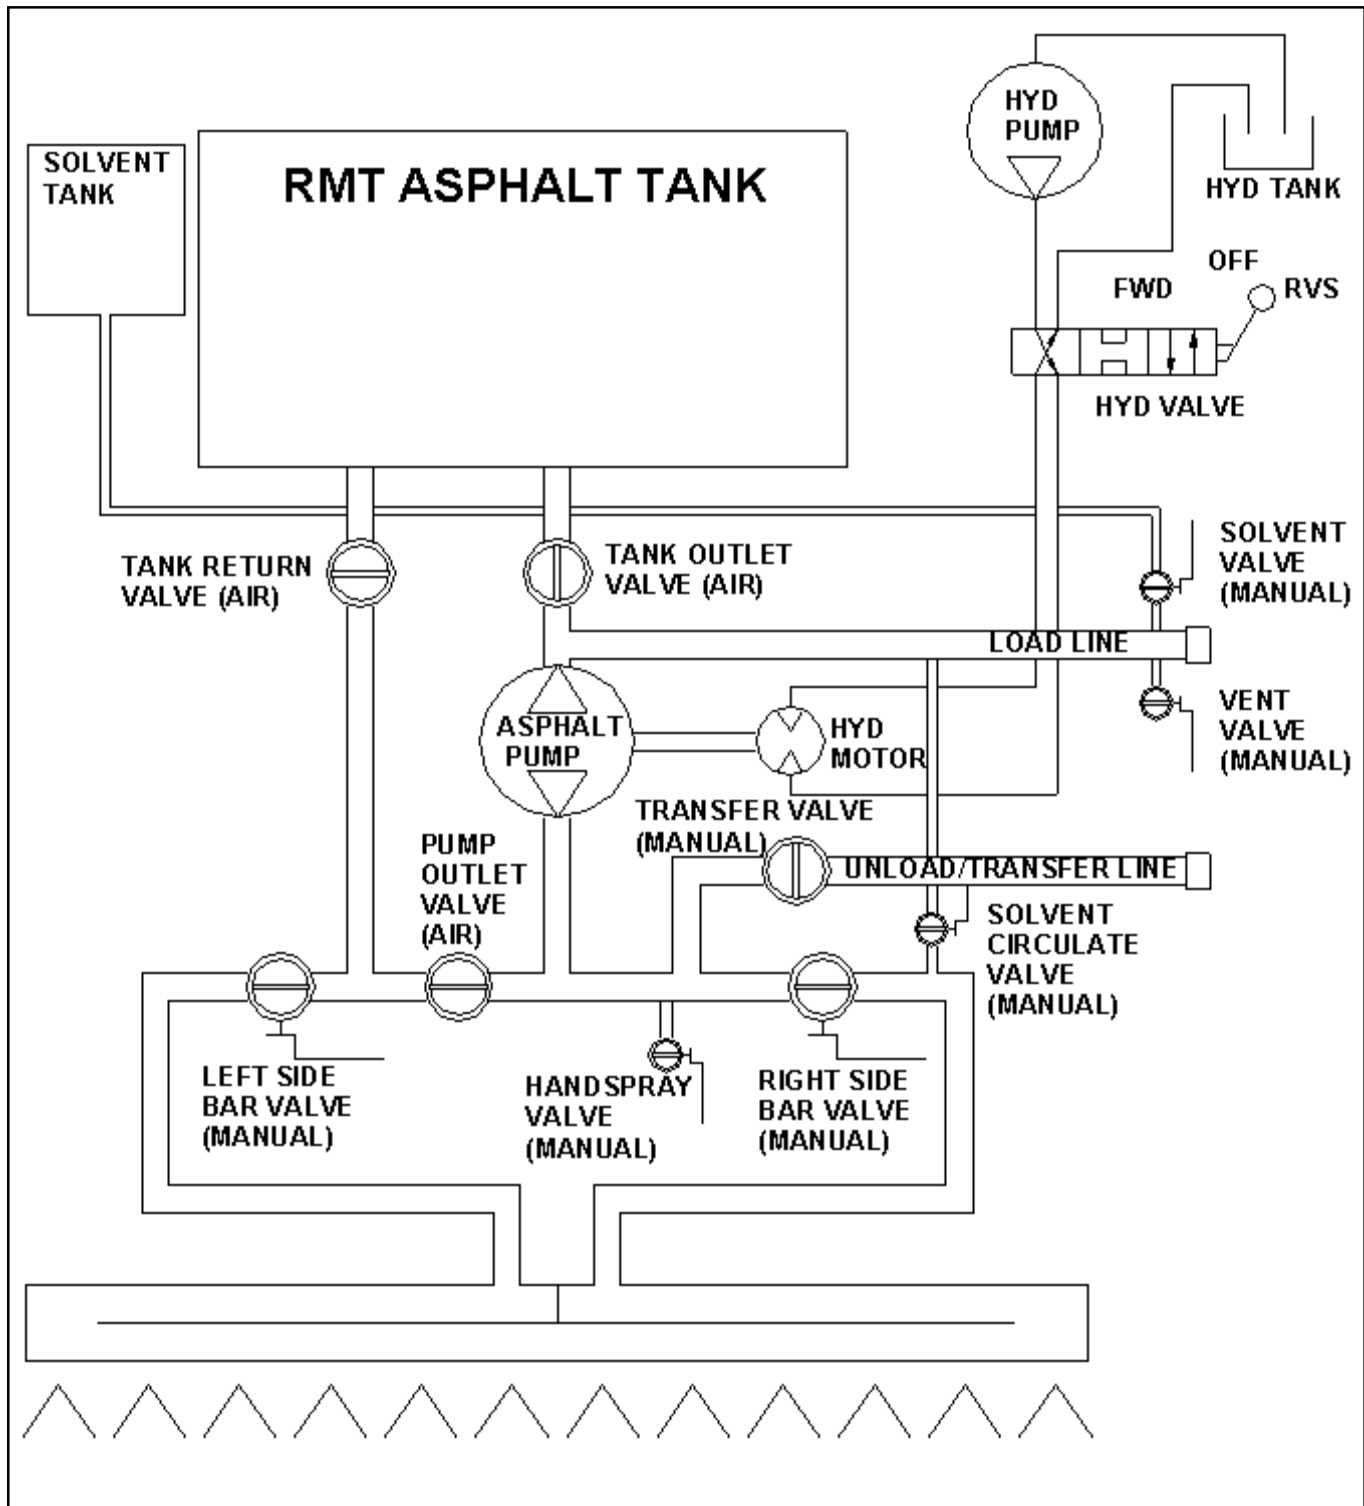 HYD
PUMP
SOLVENT
TANK
RMT ASPHALT TANK
HYD TANK
OFF
FWD
RVS
HYD VALVE
TANK RETURN
VALVE (AIR)
TANK OUTLET
VALVE (AIR)
SOLVENT
VALVE
(MANUAL)
LOAD LINE
ASPHALT
PUMP
HYD
MOTOR
VENT
VALVE
(MANUAL)
TRANSFER VALVE
(MANUAL)
PUMP
OUTLET
VALVE
(AIR)
UNLOAD/TRANSFER LINE
SOLVENT
CIRCULATE
VALVE
(MANUAL)
LEFT SIDE
BAR VALVE
(MANUAL)
HANDSPRAY
VALVE
(MANUAL)
RIGHT SIDE
BAR VALVE
(MANUAL)